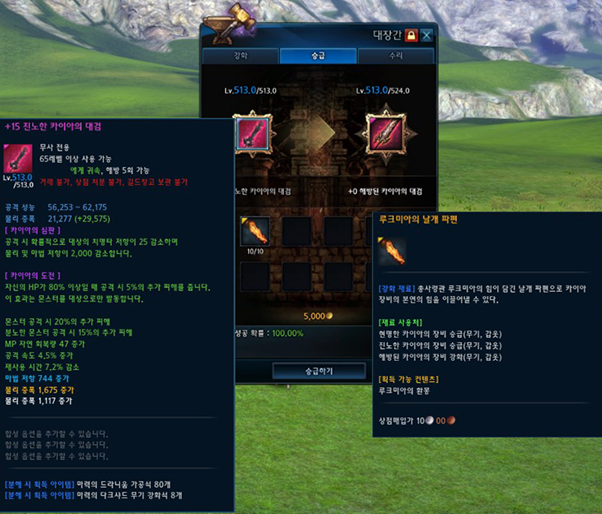 대장간
강화
승급
수리
Lv.513.0/513.0
Lv.513.0/524.0
진노한 카이아의 대검
+0 해방된 카이아의 대검
10/10
5,000
성공 확률 : 100.00%
승급하기
+15 진노한 카이아의 대검
무사 전용
65레벨 이상 사용 가능
에게 귀속, 해방 5회 가능
거래 불가, 상점 처분 불가, 길드창고 보관 불가
Lv.513.0
/513.0
공격 성능 56,253 ~ 62,175
물리 증폭 21,277 (+29,575)
[ 카이아의 심판 ]
공격 시 확률적으로 대상의 치명타 저항이 25 감소하며
물리 및 마법 저항이 2,000 감소합니다.
[ 카이아의 도전 ]
자신의 HP가 80% 이상일 때 공격 시 5%의 추가 피해를 줍니다.
이 효과는 몬스터를 대상으로만 발동합니다.
몬스터 공격 시 20%의 추가 피해
분노한 몬스터 공격 시 15%의 추가 피해
MP 자연 회복량 47 증가
공격 속도 4.5% 증가
재사용 시간 7.2% 감소
마법 저항 744 증가
물리 증폭 1,675 증가
물리 증폭 1,117 증가
합성 옵션을 추가할 수 있습니다.
합성 옵션을 추가할 수 있습니다.
합성 옵션을 추가할 수 있습니다.
[분해 시 획득 아이템] 마력의 드라니움 가공석 80개
[분해 시 획득 아이템] 마력의 다크사드 무기 강화석 8개
루크미아의 날개 파편
[강화 재료] 총사령관 루크미아의 힘이 담긴 날개 파편으로 카이아
장비의 본연의 힘을 이끌어낼 수 있다.
[재료 사용처]
현명한 카이아의 장비 승급(무기, 갑옷)
진노한 카이아의 장비 승급(무기, 갑옷)
해방된 카이아의 장비 강화(무기, 갑옷)
[획득 가능 컨텐츠]
루크미아의 환몽
상점매입가 10 00